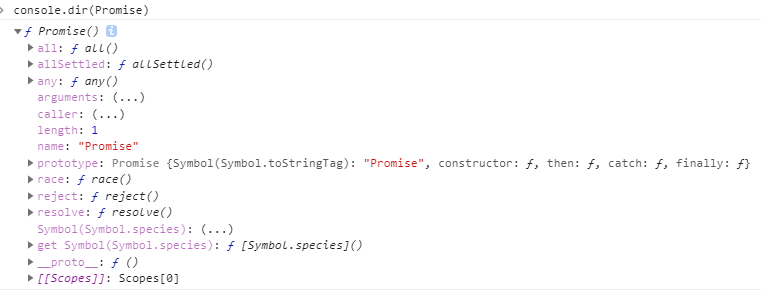 console.dir(Promise)
ƒ Promise() i
all: ƒ all()
allSettled: ƒ allSettled()
any: ƒ any()
arguments: (...)
caller: (...)
length: 1
name: "Promise"
prototype: Promise {Symbol(Symbol.toStringTag): "Promise", constructor: ƒ, then: ƒ, catch: ƒ, finally: ƒ}
race: ƒ race()
reject: ƒ reject()
resolve: ƒ resolve()
Symbol(Symbol.species): (...)
get Symbol(Symbol.species): ƒ [Symbol.species]()
__proto__: ƒ ()
[[Scopes]]: Scopes[0]